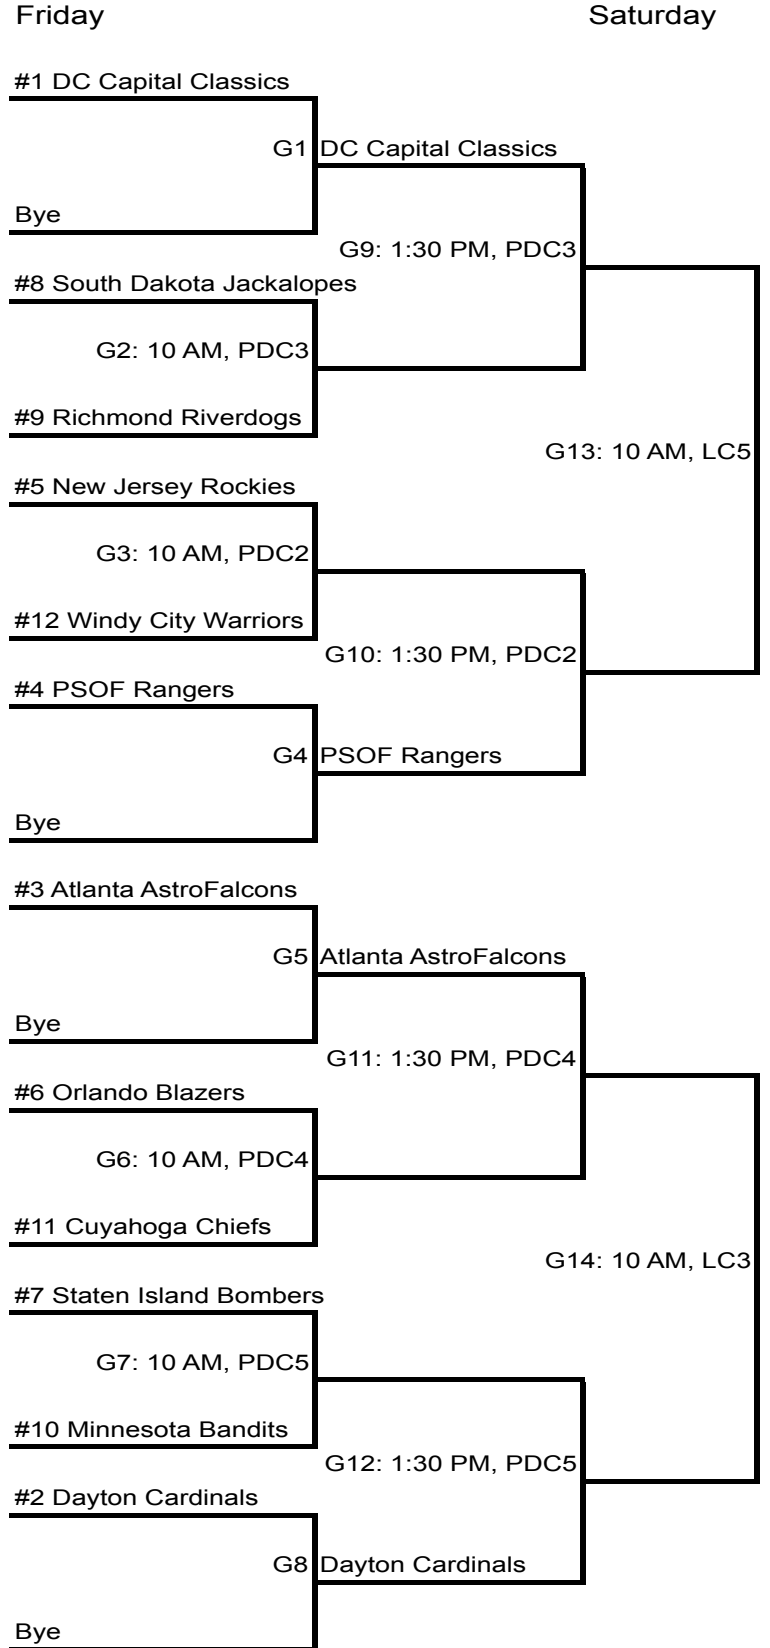 Friday
Saturday
#1 DC Capital Classics
G1
DC Capital Classics
Bye
G9: 1:30 PM, PDC3
#8 South Dakota Jackalopes
G2: 10 AM, PDC3
#9 Richmond Riverdogs
G13: 10 AM, LC5
#5 New Jersey Rockies
G3: 10 AM, PDC2
#12 Windy City Warriors
G10: 1:30 PM, PDC2
#4 PSOF Rangers
G4
PSOF Rangers
Bye
#3 Atlanta AstroFalcons
G5
Atlanta AstroFalcons
Bye
G11: 1:30 PM, PDC4
#6 Orlando Blazers
G6: 10 AM, PDC4
#11 Cuyahoga Chiefs
G14: 10 AM, LC3
#7 Staten Island Bombers
G7: 10 AM, PDC5
#10 Minnesota Bandits
G12: 1:30 PM, PDC5
#2 Dayton Cardinals
G8
Dayton Cardinals
Bye